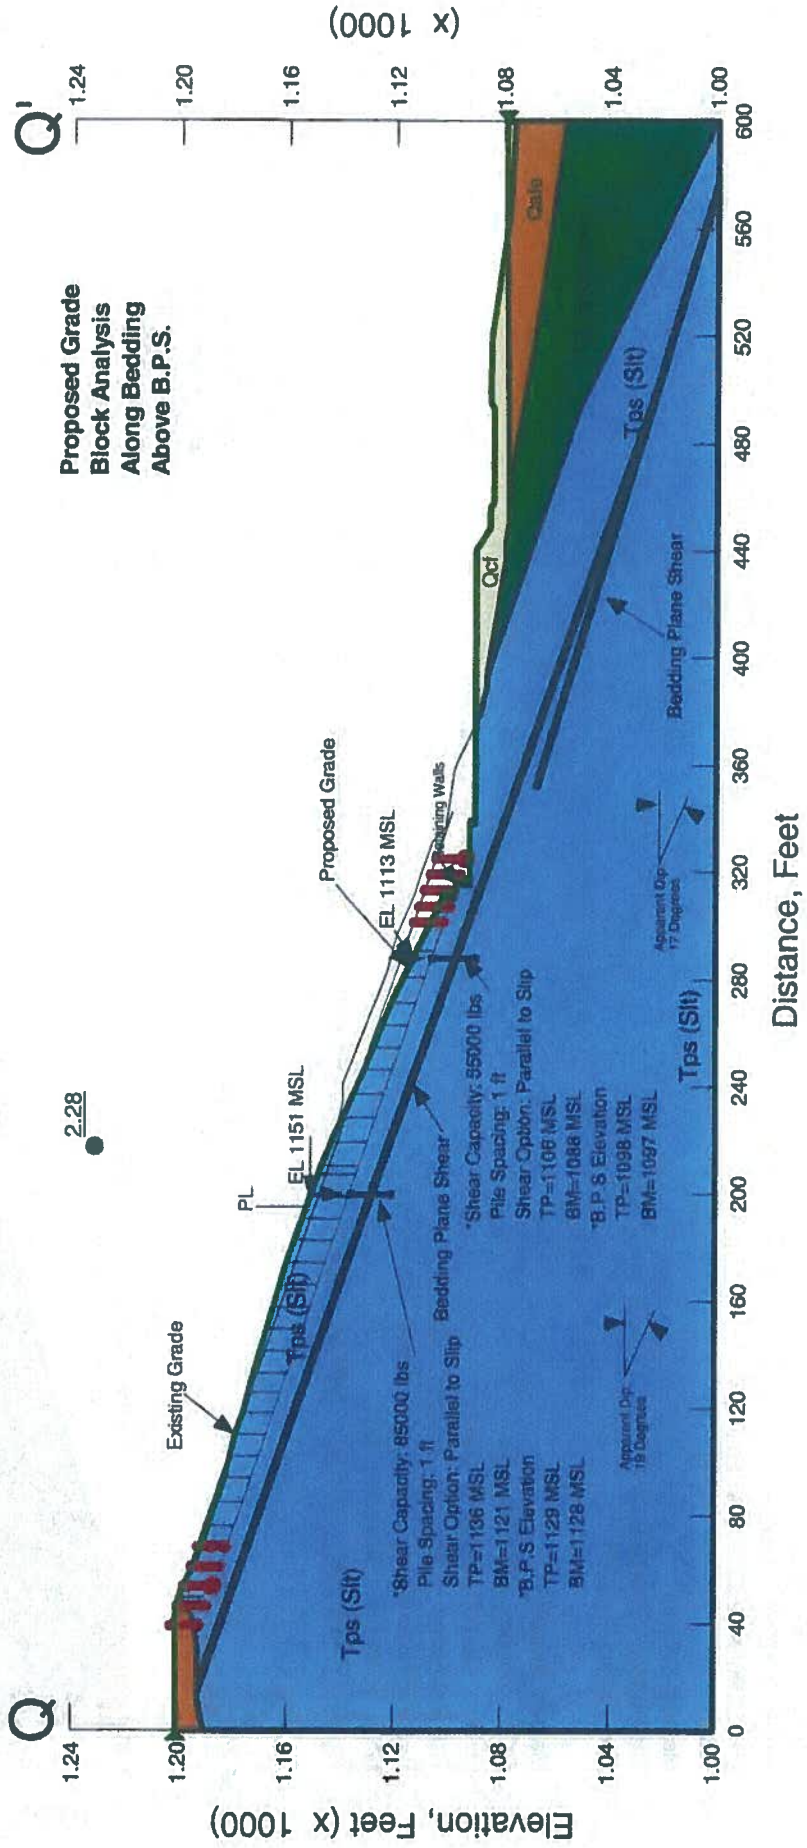 Q
Q'
Proposed Grade
Block Analysis
Along Bedding
Above B.P.S.
2.28
Elevation, Feet (x 1000)
1.24
1.20
1.16
1.12
1.08
1.04
1.00
(x 1000)
1.24
1.20
1.16
1.12
1.08
1.04
1.00
Existing Grade
PL
EL 1151 MSL
Proposed Grade
EL 1113 MSL
Walls
Qcf
Qafo
Tps (Slt)
Tps (Slt)
Tps (Slt)
Tps (Slt)
Bedding Plane Shear
Bedding Plane Shear
*Shear Capacity: 85000 lbs
Pile Spacing: 1 ft
Shear Option: Parallel to Slip
TP=1136 MSL
BM=1121 MSL
*B.P.S Elevation
TP=1129 MSL
BM=1128 MSL
*Shear Capacity: lbs
Pile Spacing: 1 ft
Shear Option: Parallel to Slip
TP=1106 MSL
BM=1088 MSL
*B.P.S Elevation
TP=1098 MSL
BM=1097 MSL
Apparent Dip
Degrees
Apparent Dip
17 Degrees
0
40
80
120
160
200
240
280
320
360
400
440
480
520
560
600
Distance, Feet